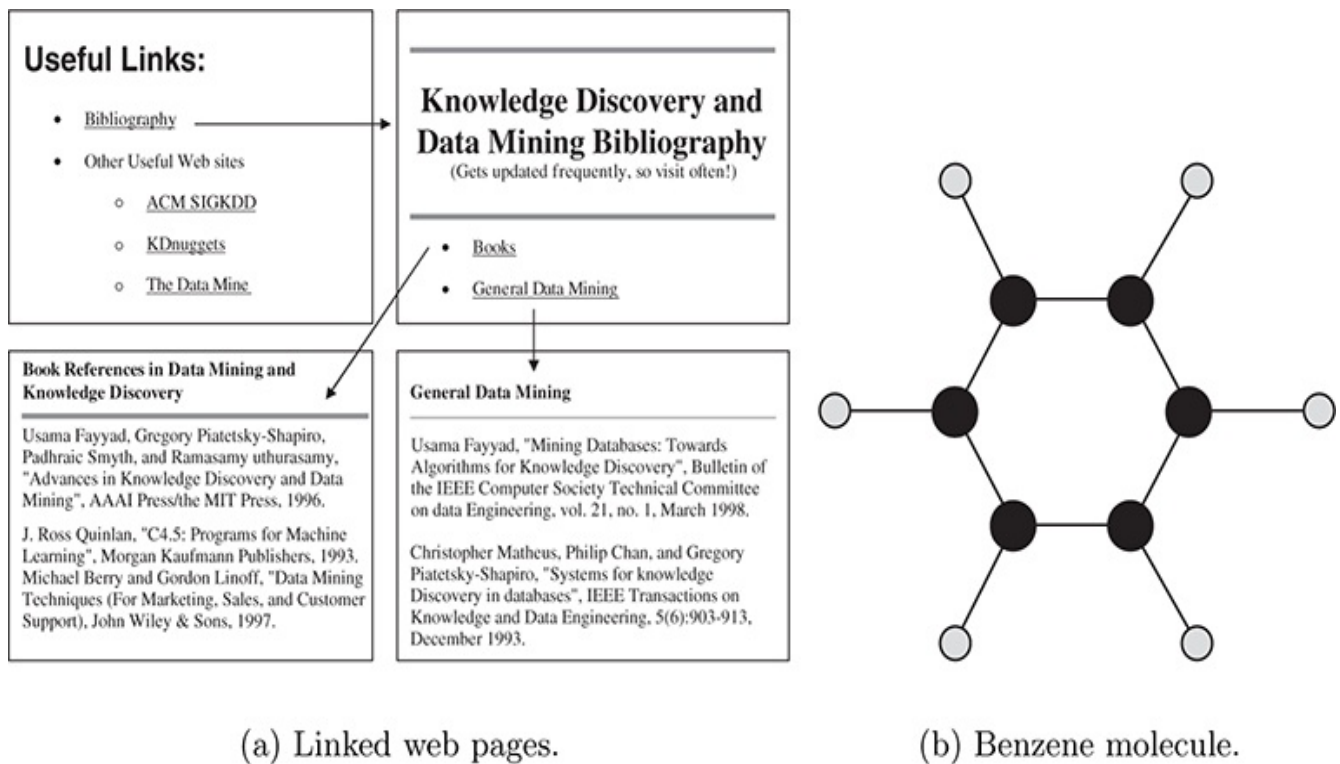 Useful Links:
• Bibliography
• Other Useful Web sites
○ ACM SIGKDD
○ KDnuggets
○ The Data Mine
Knowledge Discovery and
Data Mining Bibliography
(Gets updated frequently, so visit often!)
• Books
• General Data Mining
Book References in Data Mining and
Knowledge Discovery
Usama Fayyad, Gregory Piatetsky-Shapiro,
Padhraic Smyth, and Ramasamy uthurasamy,
"Advances in Knowledge Discovery and Data
Mining", AAAI Press/the MIT Press, 1996.
J. Ross Quinlan, "C4.5: Programs for Machine
Learning", Morgan Kaufmann Publishers, 1993.
Michael Berry and Gordon Linoff, "Data Mining
Techniques (For Marketing, Sales, and Customer
Support), John Wiley & Sons, 1997.
General Data Mining
Usama Fayyad, "Mining Databases: Towards
Algorithms for Knowledge Discovery", Bulletin of
the IEEE Computer Society Technical Committee
on data Engineering, vol. 21, no. 1, March 1998.
Christopher Matheus, Philip Chan, and Gregory
Piatetsky-Shapiro, "Systems for knowledge
Discovery in databases", IEEE Transactions on
Knowledge and Data Engineering, 5(6):903-913,
December 1993.
(a) Linked web pages.
(b) Benzene molecule.